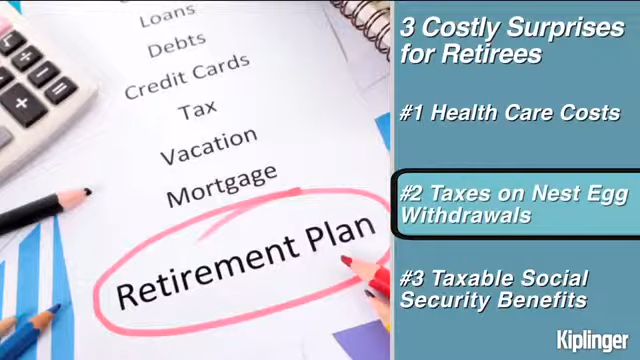 Loans
Debts
Credit Cards
Tax
Vacation
Mortgage
Retirement Plan
3 Costly Surprises
for Retirees
#1 Health Care Costs
#2 Taxes on Nest Egg
Withdrawals
#3 Taxable Social
Security Benefits
Kiplinger